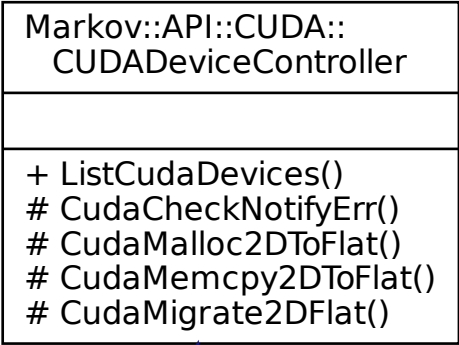 Markov::API::CUDA::
CUDADeviceController
+ ListCudaDevices()
# CudaCheckNotifyErr()
# CudaMalloc2DToFlat()
# CudaMemcpy2DToFlat()
# CudaMigrate2DFlat()